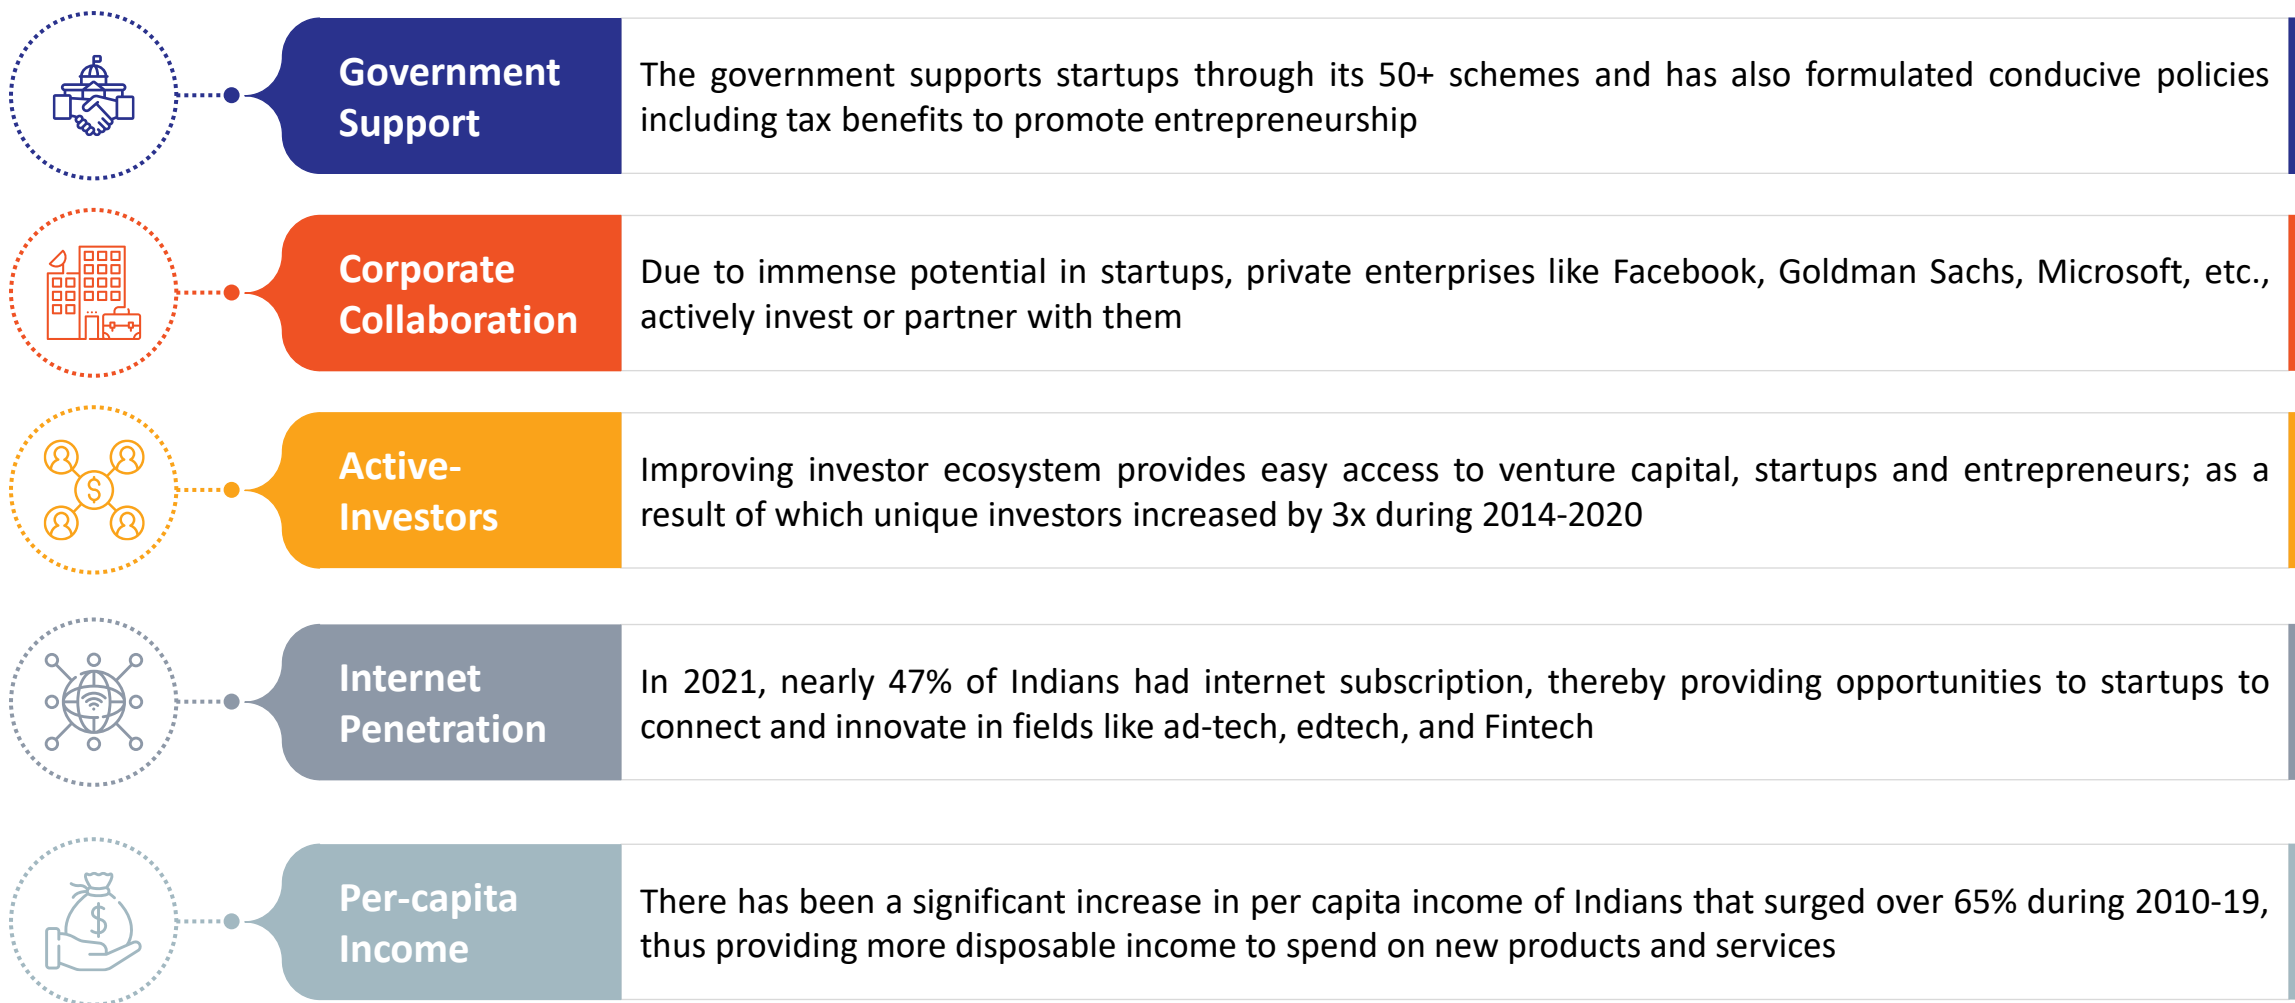 Government
Support
The government supports startups through its 50+ schemes and has also formulated conducive policies
including tax benefits to promote entrepreneurship
Corporate
Collaboration
Due to immense potential in startups, private enterprises like Facebook, Goldman Sachs, Microsoft, etc.,
actively invest or partner with them
Active-
Investors
Improving investor ecosystem provides easy access to venture capital, startups and entrepreneurs; as a
result of which unique investors increased by 3x during 2014-2020
Internet
Penetration
In 2021, nearly 47% of Indians had internet subscription, thereby providing opportunities to startups to
connect and innovate in fields like ad-tech, edtech, and Fintech
Per-capita
Income
There has been a significant increase in per capita income of Indians that surged over 65% during 2010-19,
thus providing more disposable income to spend on new products and services